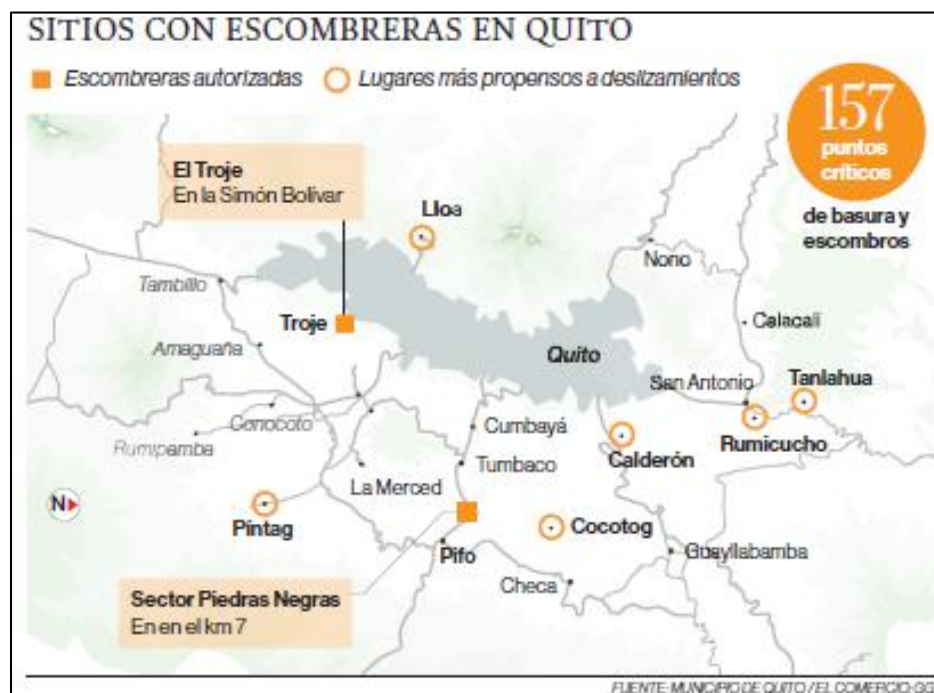 SITIOS CON ESCOMBRERAS EN QUITO
Escombreras autorizadas
Lugares más propensos a deslizamientos
157
puntos
críticos
de basura y
escombros
El Troje
En la Simón Bolívar
Lloa
Nono
Tambillo
Troje
Calacalí
Amaguaña
Quito
San Antonio
Tanlahua
Conocoto
Cumbayá
Rumicucho
Rumipamba
Calderón
Tumbaco
La Merced
N
Píntag
Cocotog
Pifo
Guayllabamba
Checa
Sector Piedras Negras
En en el km 7
FUENTE: MUNICIPIO DE QUITO / EL COMERCIO-GG